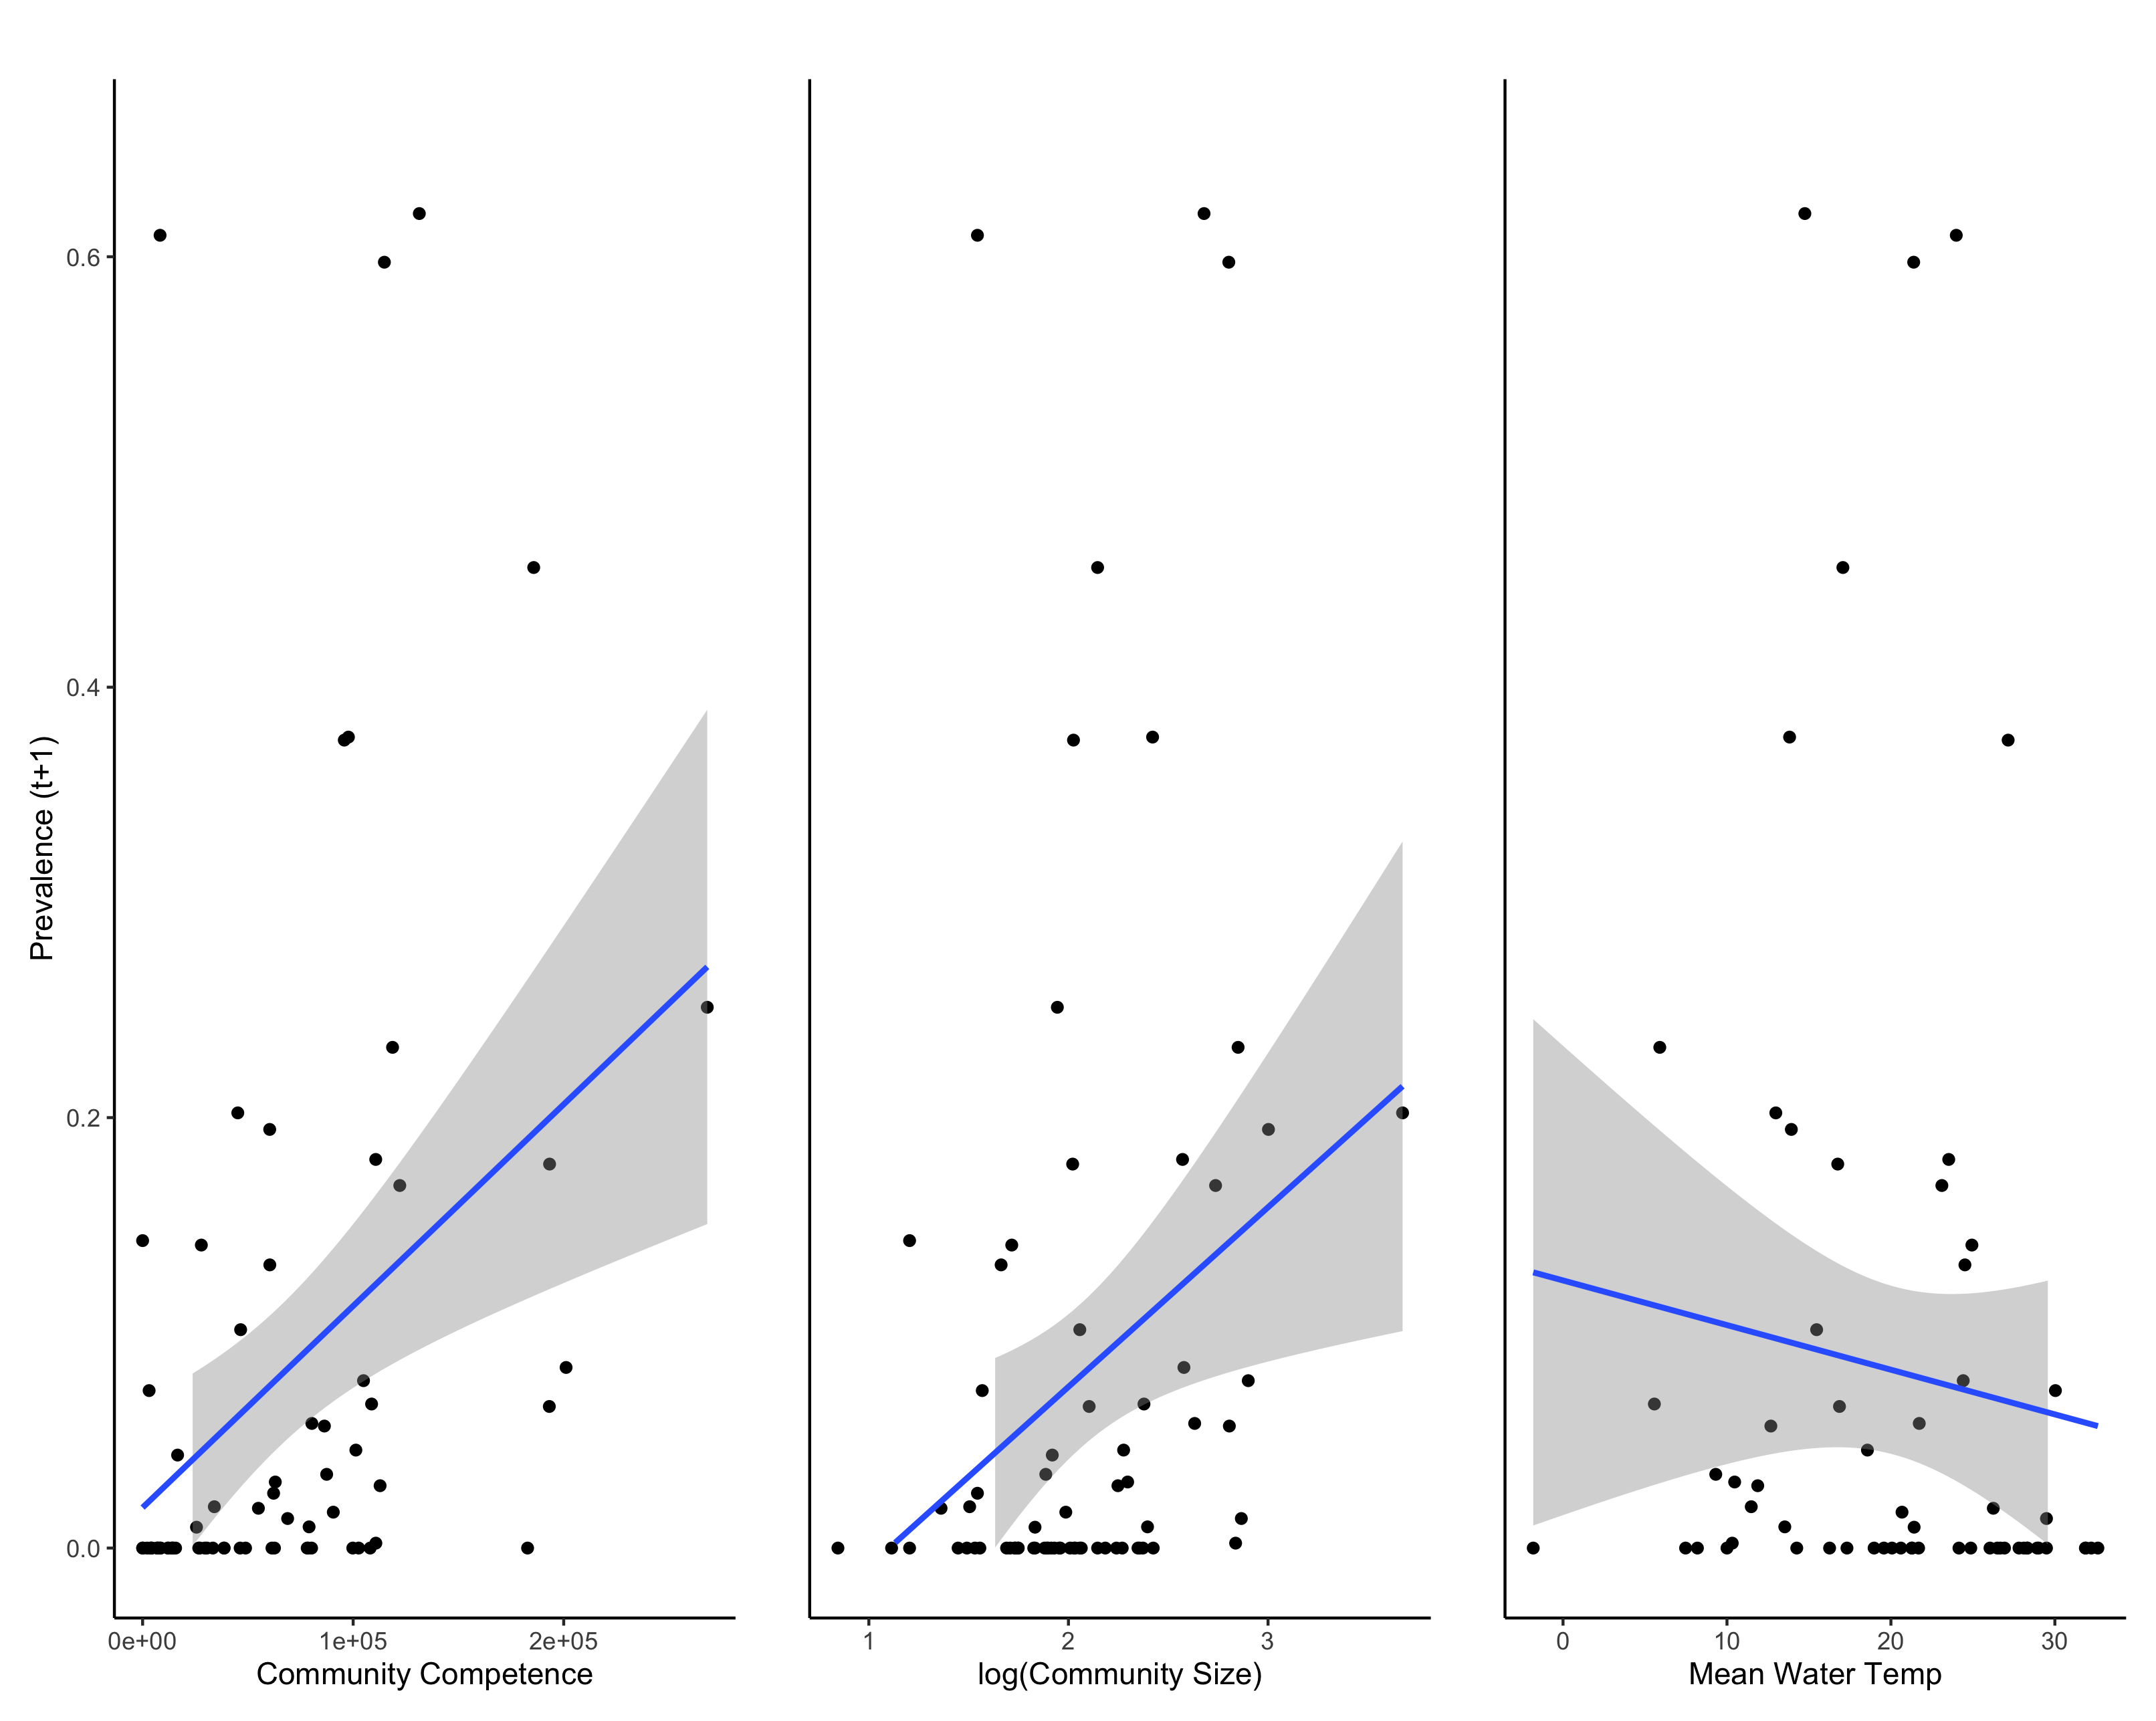 Prevalence (t+1)
0.6
0.4
0.2
0.0
0e+00 1e+05 2e+05
Community Competence
1 2 3
log(Community Size)
0 10 20 30
Mean Water Temp